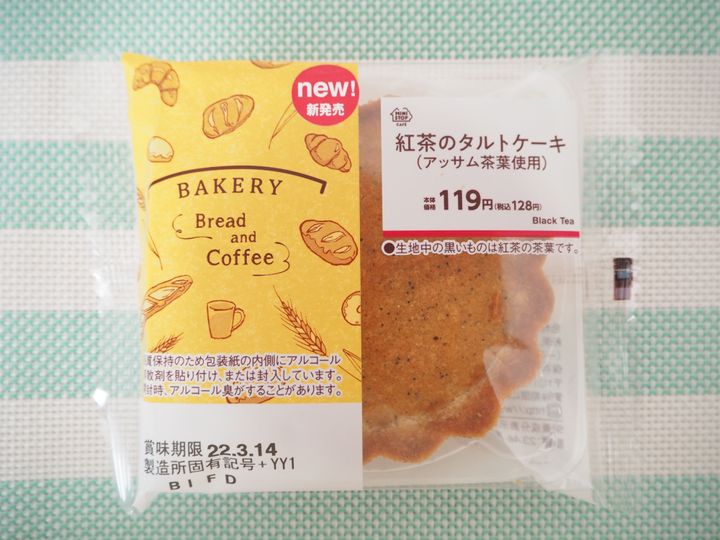 new!
新発売
BAKERY
Bread
and
Coffee
MINI
STOP
CAFE
紅茶のタルトケーキ
(アッサム茶葉使用)
本体
価格 119円(税込128円)
Black Tea
●生地中の黒いものは紅茶の茶葉です。
質保持のため包装紙の内側にアルコール
散剤を貼り付け、または封入しています。
封時、アルコール臭がすることがあります。
賞味期限 22.3.14
製造所固有記号+YY1
BIFD